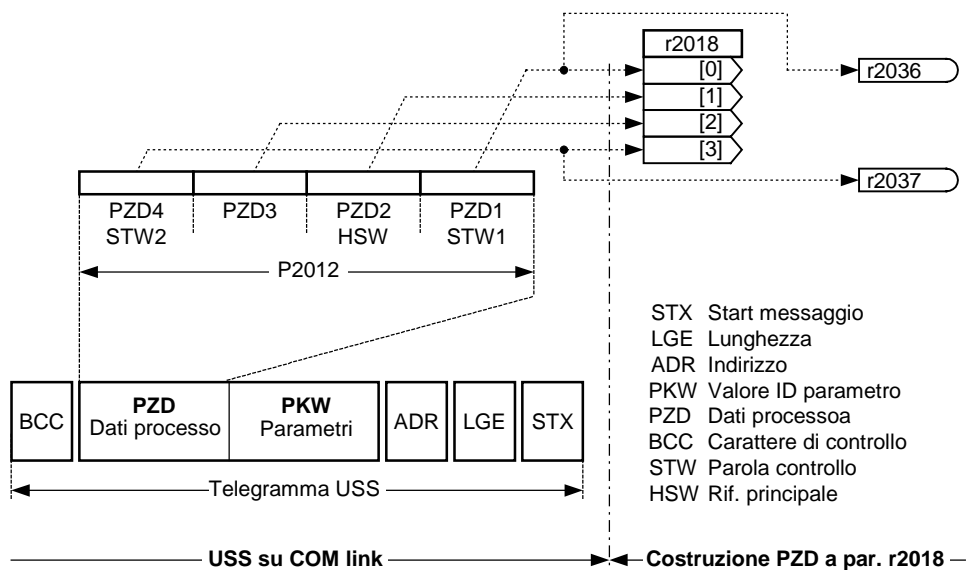 r2018
[0]
[1]
[2]
[3]
r2036
r2037
PZD4 PZD3 PZD2 PZD1
STW2 HSW STW1
P2012
STX Start messaggio
LGE Lunghezza
ADR Indirizzo
PKW Valore ID parametro
PZD Dati processoa
BCC Carattere di controllo
STW Parola controllo
HSW Rif. principale
BCC
PZD
Dati processo
PKW
Parametri
ADR
LGE
STX
Telegramma USS
USS su COM link
Costruzione PZD a par. r2018